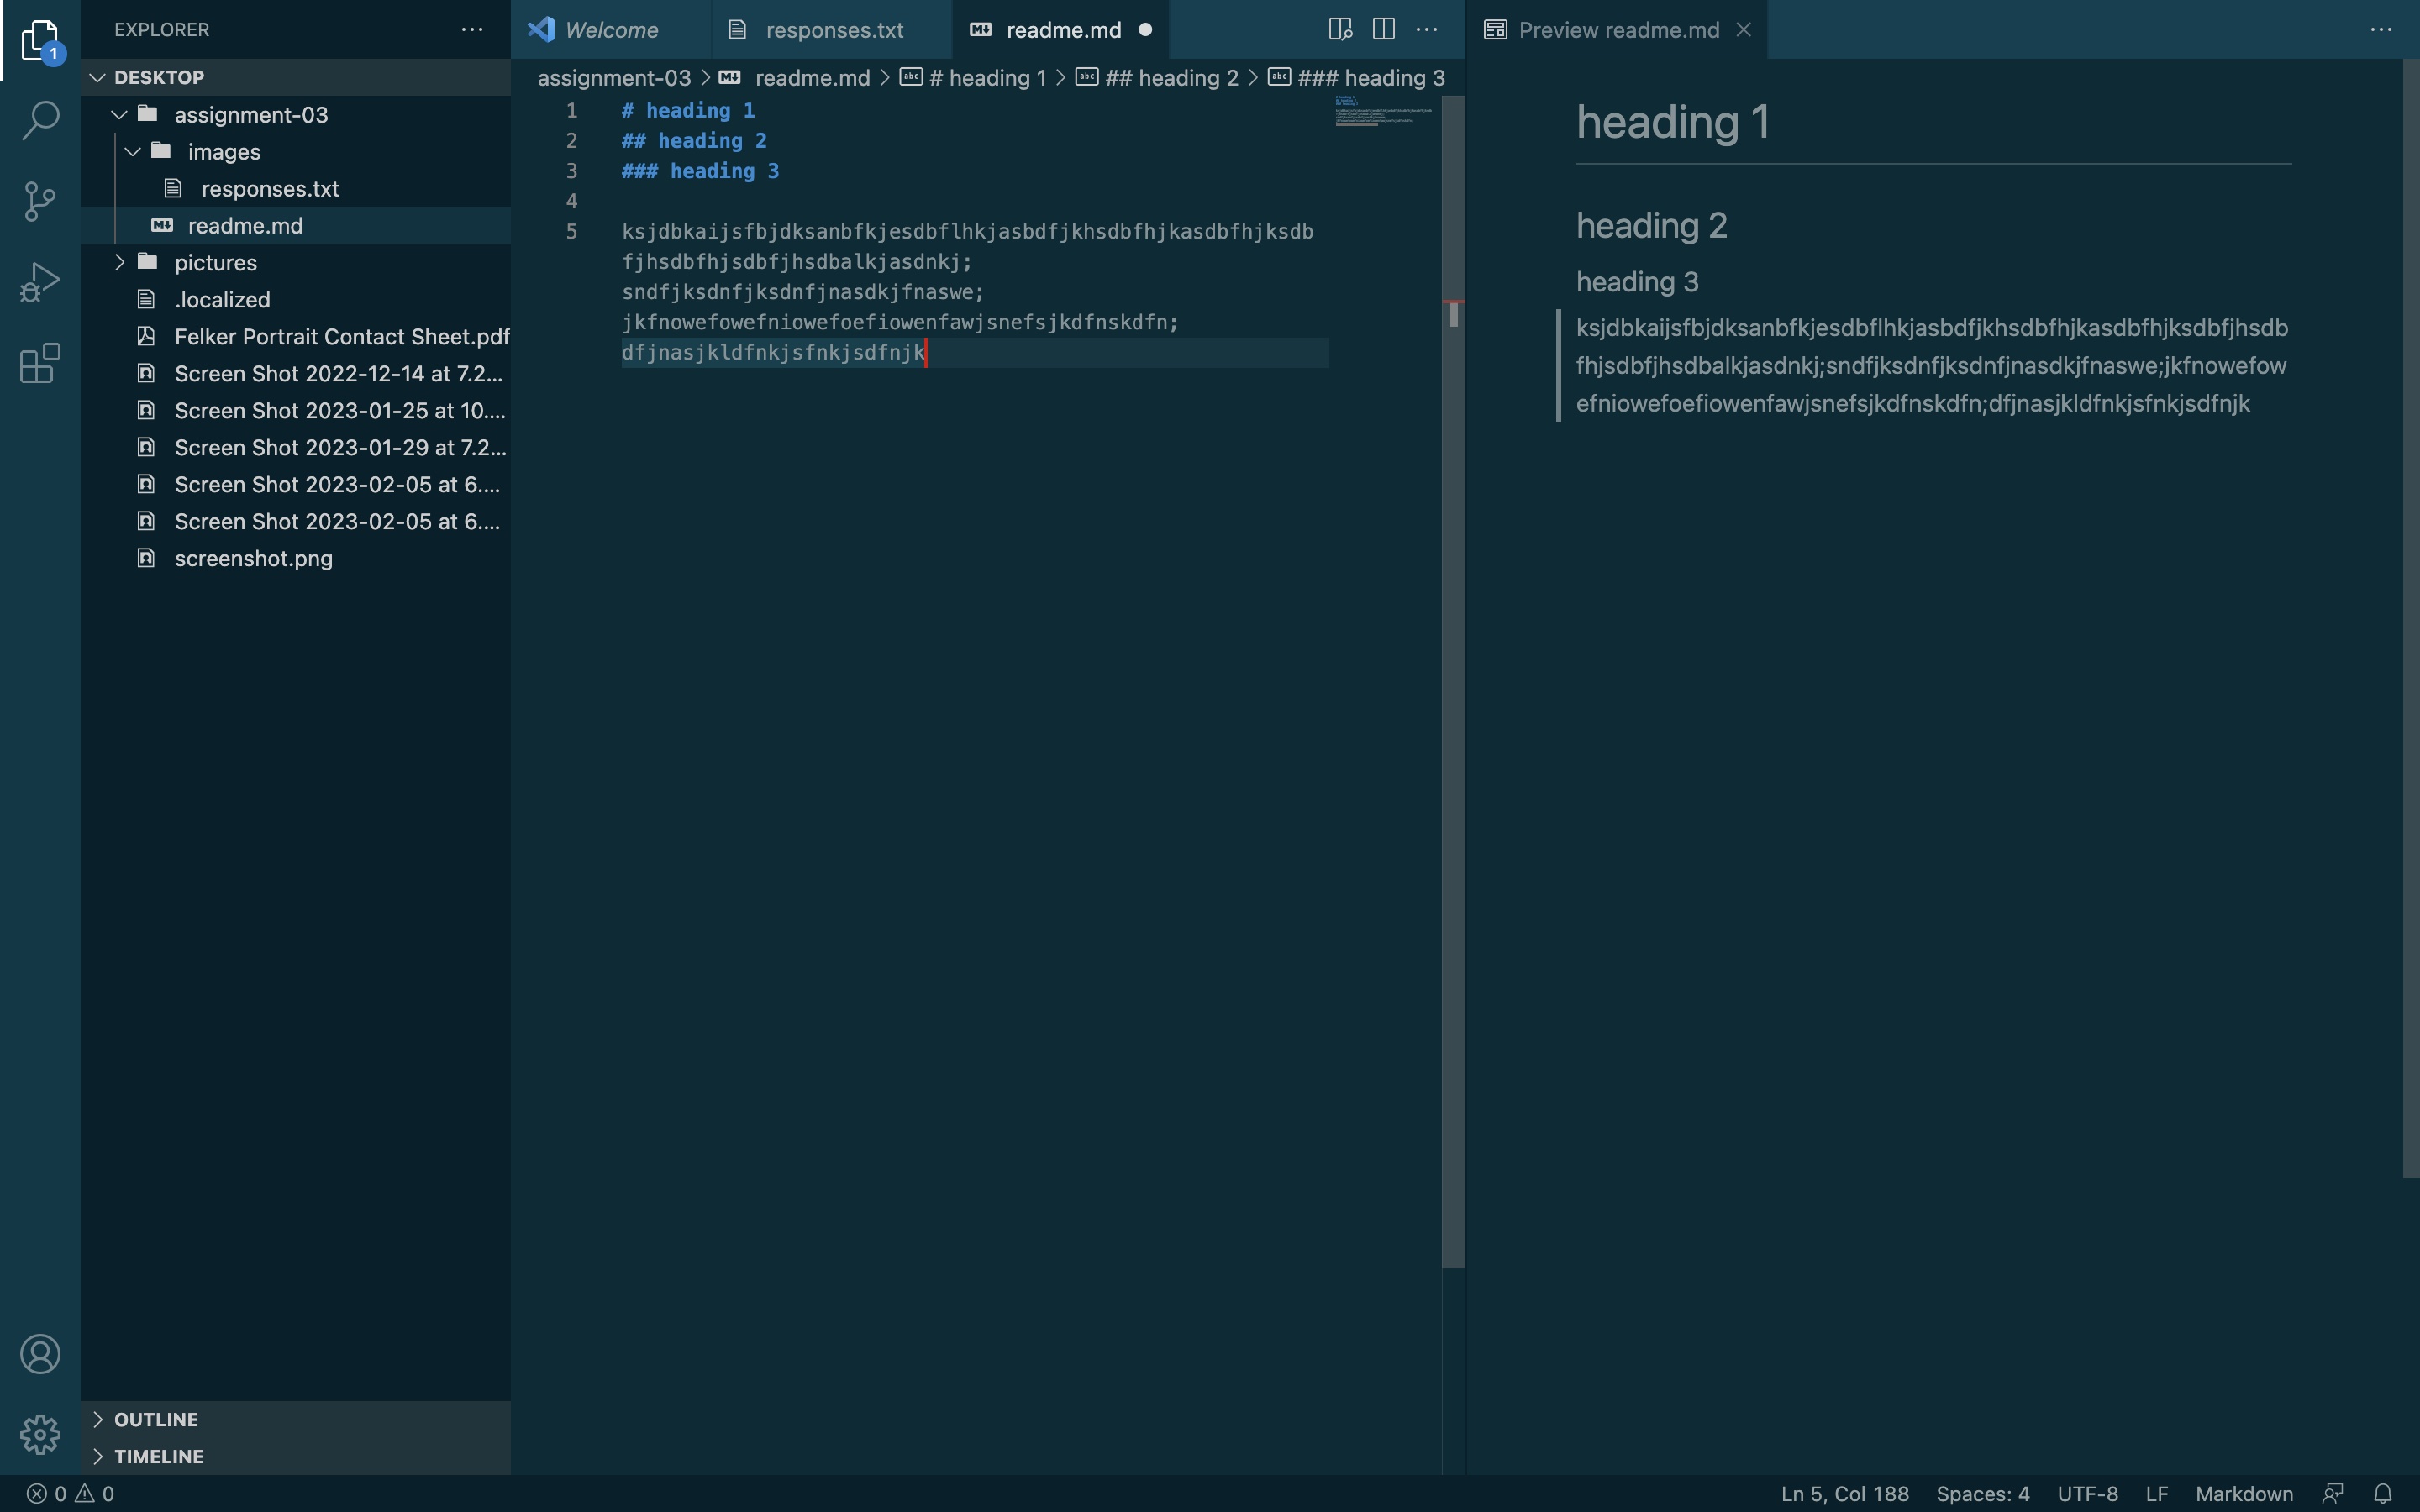 1
EXPLORER
DESKTOP
assignment-03
images
responses.txt
readme.md
pictures
.localized
Felker Portrait Contact Sheet.pdf
Screen Shot 2022-12-14 at 7.2...
Screen Shot 2023-01-25 at 10....
Screen Shot 2023-01-29 at 7.2...
Screen Shot 2023-02-05 at 6....
Screen Shot 2023-02-05 at 6....
screenshot.png
OUTLINE
TIMELINE
Welcome responses.txt readme.md
assignment-03 > readme.md > # heading 1 > ## heading 2 > ### heading 3
1 # heading 1
2 ## heading 2
3 ### heading 3
4
5 ksjdbkaijsfbjdksanbfkjesdbflhkjasbdfjkhsdbfhjkasdbfhjksdb
fjhsdbfhjsdbfjhsdbalkjasdnkj;
sndfjksdnfjksdnfjnasdkjfnaswe;
jkfnowefowefniowefoefiowenfawjsnefsjkdfnskdfn;
dfjnasjkldfnkjsfnkjsdfnjk
Preview readme.md
heading 1
heading 2
heading 3
ksjdbkaijsfbjdksanbfkjesdbflhkjasbdfjkhsdbfhjkasdbfhjksdbfjhsdb
fhjsdbfjhsdbalkjasdnkj;sndfjksdnfjksdnfjnasdkjfnaswe;jkfnowefow
efniowefoefiowenfawjsnefsjkdfnskdfn;dfjnasjkldfnkjsfnkjsdfnjk
0 0 Ln 5, Col 188 Spaces: 4 UTF-8 LF Markdown